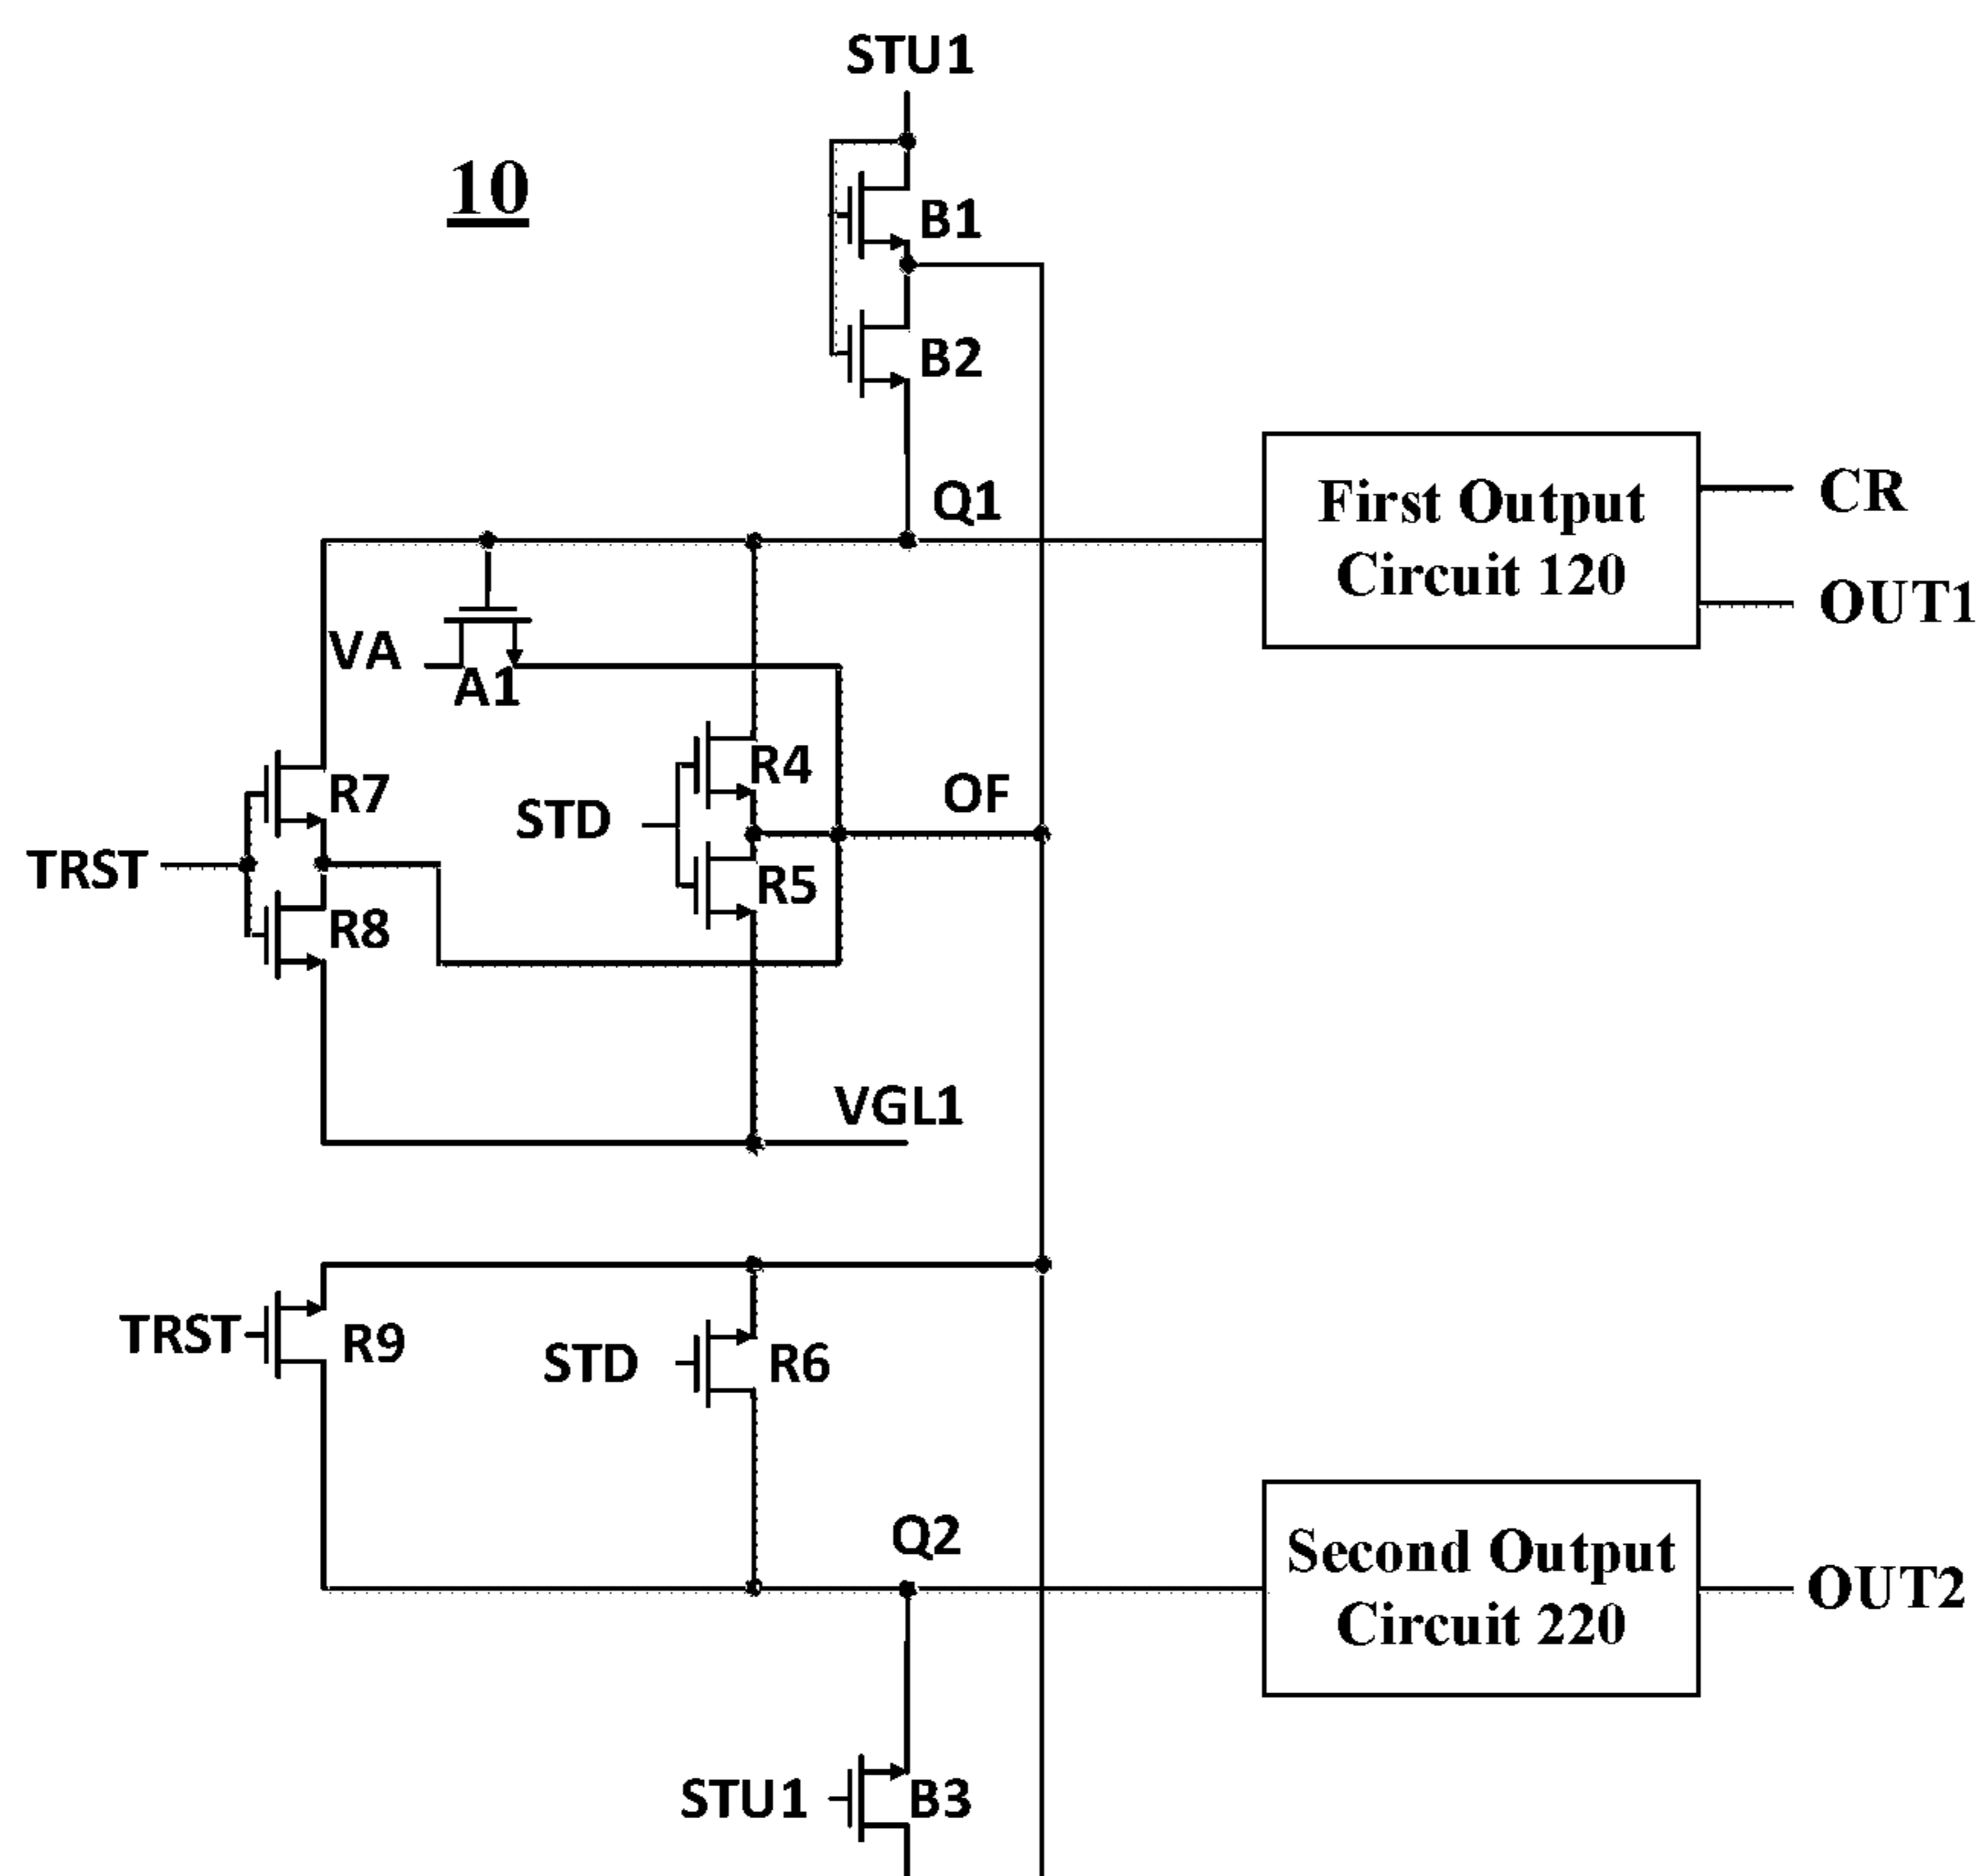 STU1
10
B1
B2
Q1
First Output
Circuit 120
CR
OUT1
VA
A1
R7
R4
STD
OF
TRST
R5
R8
VGL1
TRST
R9
STD
R6
Q2
Second Output
Circuit 220
OUT2
STU1
B3